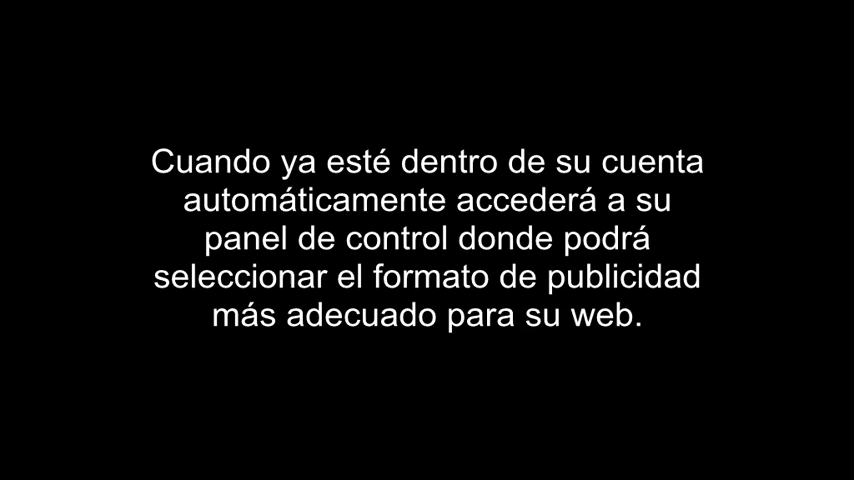 Cuando ya esté dentro de su cuenta
automáticamente accederá a su
panel de control donde podrá
seleccionar el formato de publicidad
más adecuado para su web.